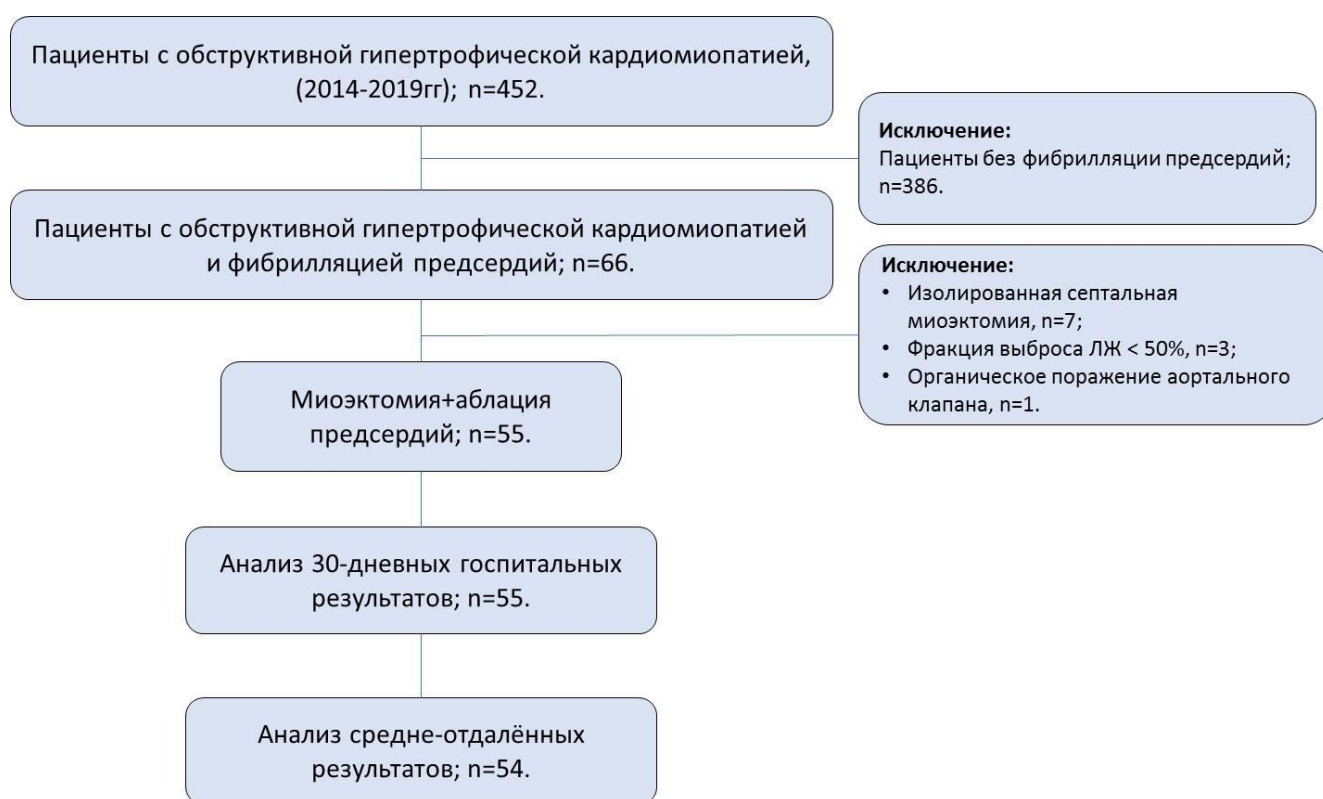 Пациенты с обструктивной гипертрофической кардиомиопатией,
(2014-2019гг); n=452.
Исключение:
Пациенты без фибрилляции предсердий;
n=386.
Пациенты с обструктивной гипертрофической кардиомиопатией
и фибрилляцией предсердий; n=66.
Исключение:
• Изолированная септальная
миоэктомия, n=7;
• Фракция выброса ЛЖ < 50%, n=3;
• Органическое поражение аортального
клапана, n=1.
Миоэктомия+аблация
предсердий; n=55.
Анализ 30-дневных госпитальных
результатов; n=55.
Анализ средне-отдалённых
результатов; n=54.